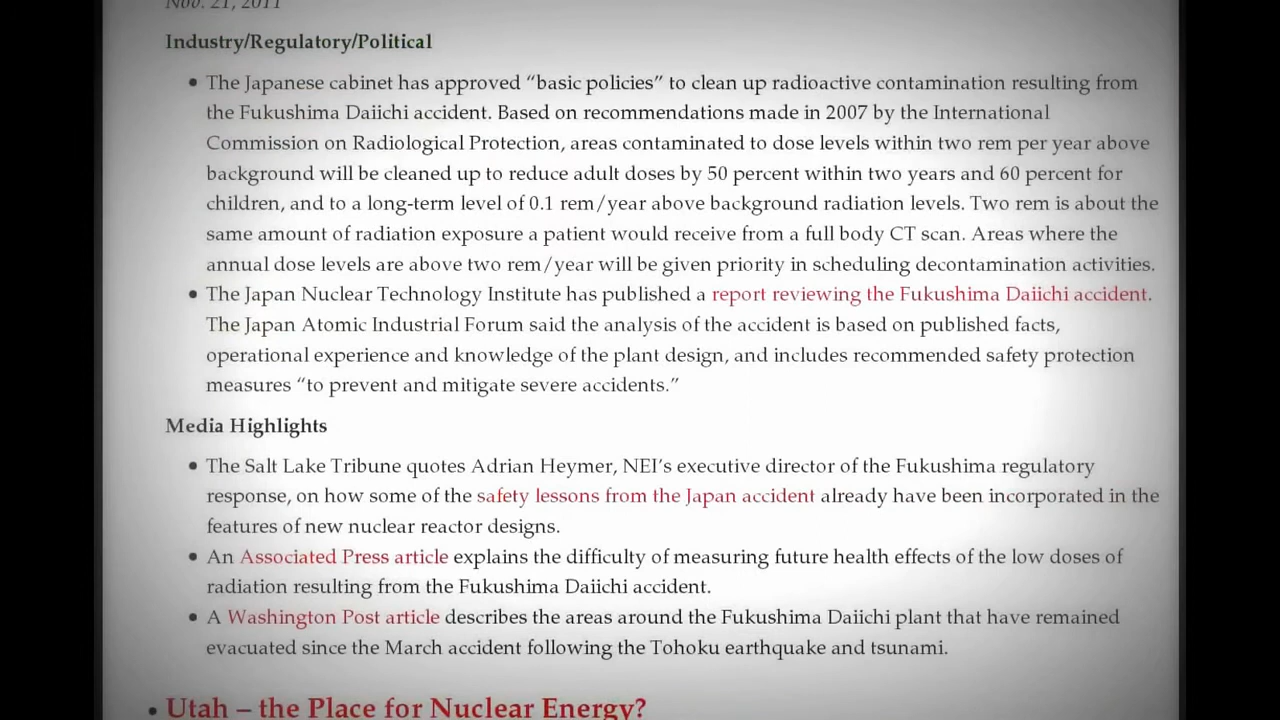 Nov. 21, 2011
Industry/Regulatory/Political
• The Japanese cabinet has approved “basic policies” to clean up radioactive contamination resulting from
the Fukushima Daiichi accident. Based on recommendations made in 2007 by the International
Commission on Radiological Protection, areas contaminated to dose levels within two rem per year above
background will be cleaned up to reduce adult doses by 50 percent within two years and 60 percent for
children, and to a long-term level of 0.1 rem/year above background radiation levels. Two rem is about the
same amount of radiation exposure a patient would receive from a full body CT scan. Areas where the
annual dose levels are above two rem/year will be given priority in scheduling decontamination activities.
• The Japan Nuclear Technology Institute has published a report reviewing the Fukushima Daiichi accident.
The Japan Atomic Industrial Forum said the analysis of the accident is based on published facts,
operational experience and knowledge of the plant design, and includes recommended safety protection
measures “to prevent and mitigate severe accidents.”
Media Highlights
• The Salt Lake Tribune quotes Adrian Heymer, NEI’s executive director of the Fukushima regulatory
response, on how some of the safety lessons from the Japan accident already have been incorporated in the
features of new nuclear reactor designs.
• An Associated Press article explains the difficulty of measuring future health effects of the low doses of
radiation resulting from the Fukushima Daiichi accident.
• A Washington Post article describes the areas around the Fukushima Daiichi plant that have remained
evacuated since the March accident following the Tohoku earthquake and tsunami.
• Utah – the Place for Nuclear Energy?